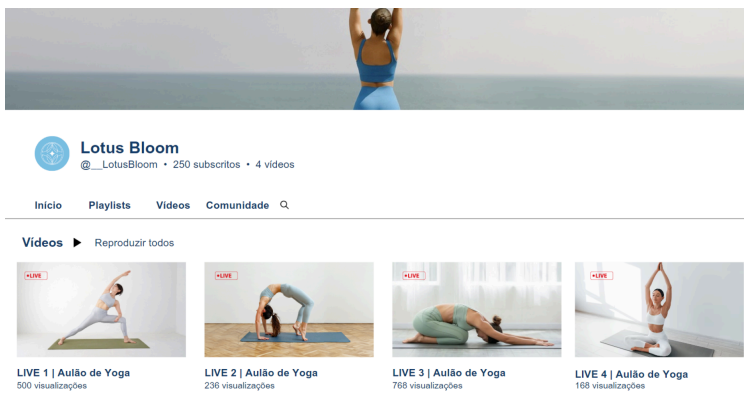 Lotus Bloom
@__LotusBloom • 250 subscritos • 4 vídeos
Início Playlists Vídeos Comunidade
Vídeos Reproduzir todos
•LIVE •LIVE •LIVE •LIVE
LIVE 1 | Aulão de Yoga
500 visualizações
LIVE 2 | Aulão de Yoga
236 visualizações
LIVE 3 | Aulão de Yoga
768 visualizações
LIVE 4 | Aulão de Yoga
168 visualizações